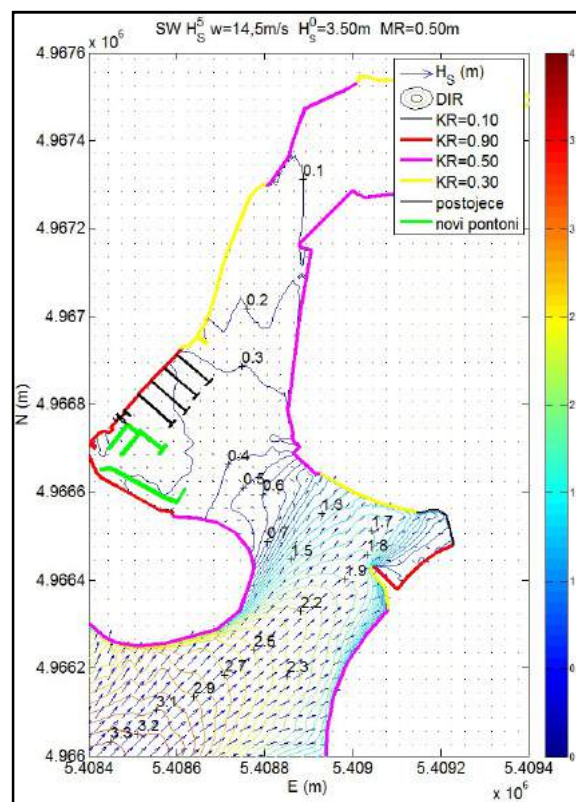 SW H_S^5 w=14,5m/s H_S^0=3.50m MR=0.50m
x 10^6
4.9676
4.9674
4.9672
4.967
4.9668
4.9666
4.9664
4.9662
4.966
N (m)
H_S (m)
DIR
KR=0.10
KR=0.90
KR=0.50
KR=0.30
postojece
novi pontoni
0.1
0.2
0.3
0.4
0.5
0.6
0.7
1.3
1.7
1.5
1.8
1.9
2.2
2.5
2.7
2.3
2.9
3.1
3.2
3.3
5.4084
5.4086
5.4088
5.409
5.4092
5.4094
E (m)
x 10^6